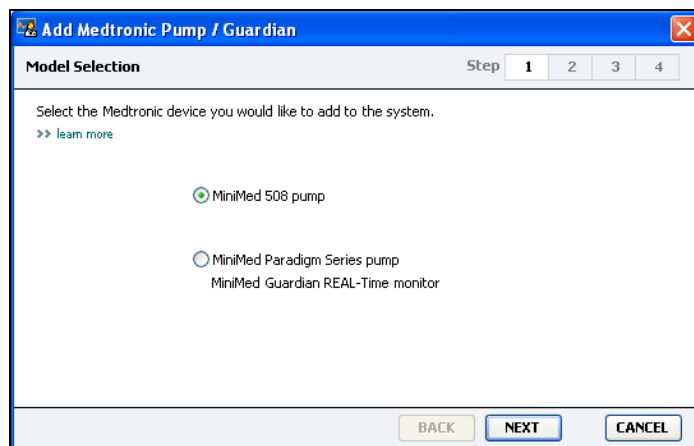 Add Medtronic Pump / Guardian
Model Selection Step 1 2 3 4
Select the Medtronic device you would like to add to the system.
>> learn more
MiniMed 508 pump
MiniMed Paradigm Series pump
MiniMed Guardian REAL-Time monitor
BACK NEXT CANCEL